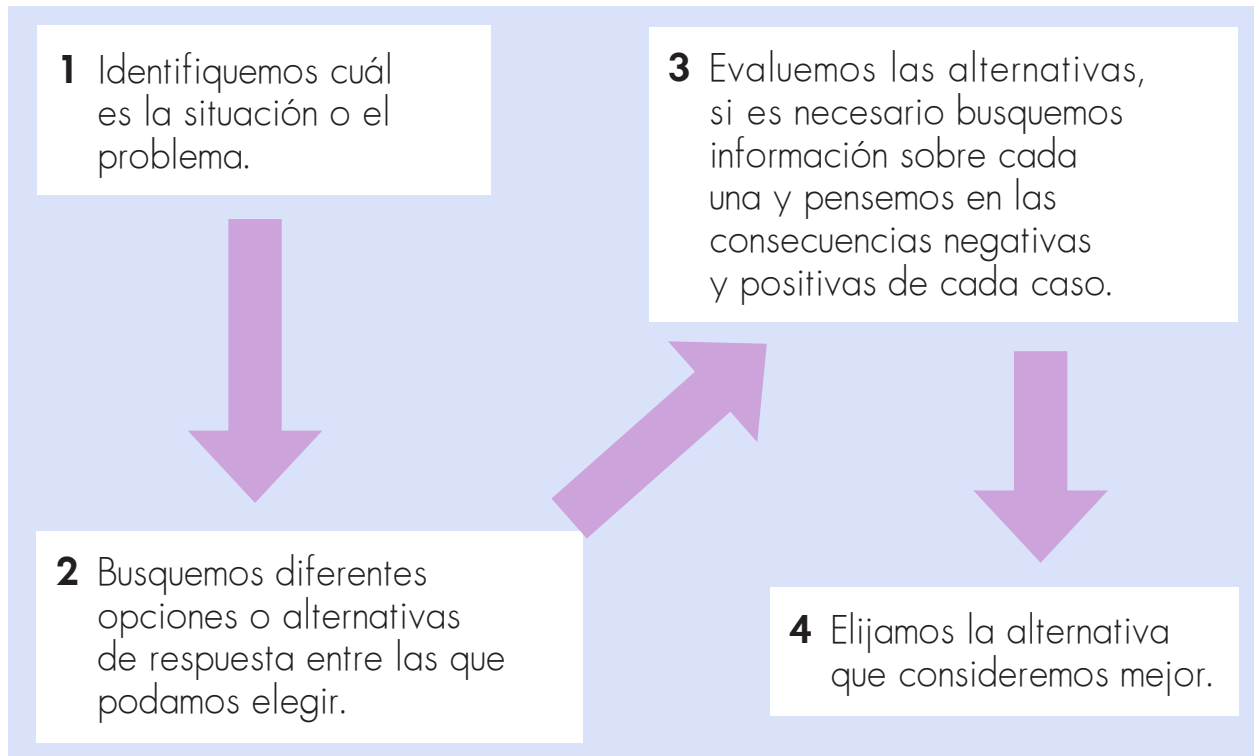 1 Identifiquemos cuál
es la situación o el
problema.
2 Busquemos diferentes
opciones o alternativas
de respuesta entre las que
podamos elegir.
3 Evaluemos las alternativas,
si es necesario busquemos
información sobre cada
una y pensemos en las
consecuencias negativas
y positivas de cada caso.
4 Elijamos la alternativa
que consideremos mejor.